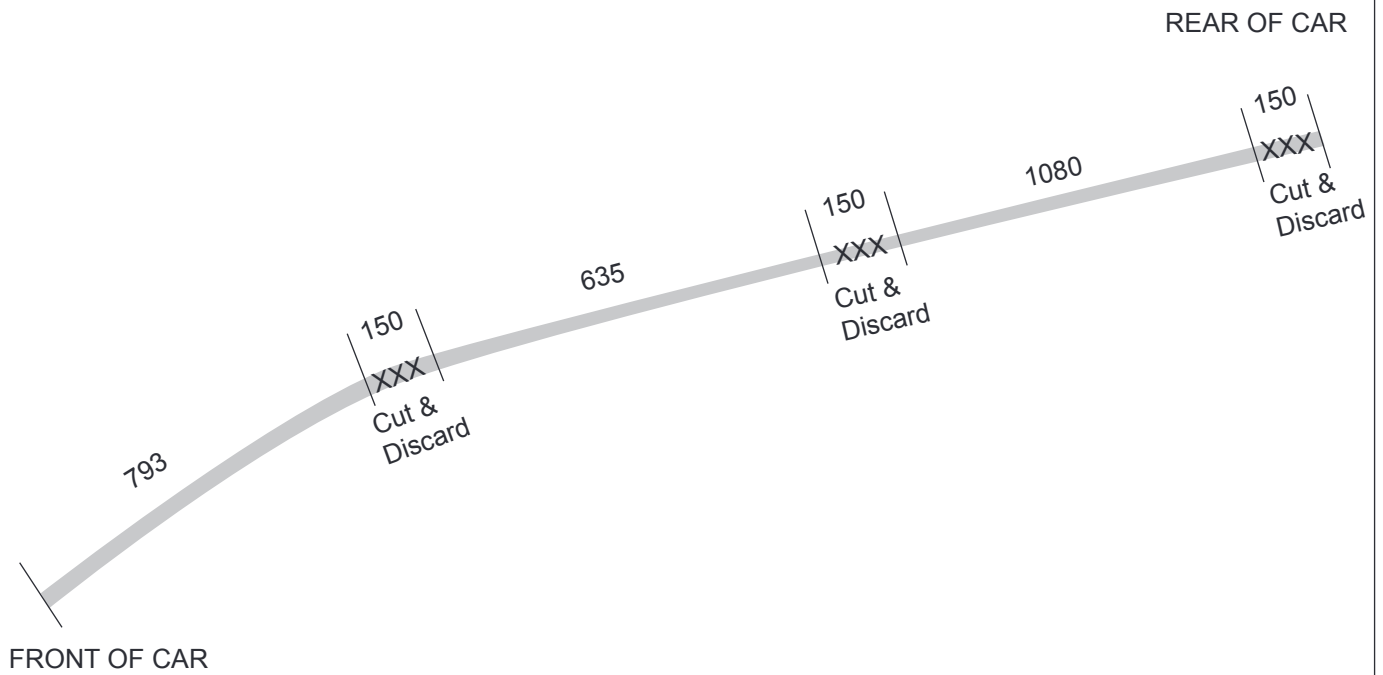 REAR OF CAR
150
XXX
Cut &
Discard
1080
150
XXX
Cut &
Discard
635
150
XXX
Cut &
Discard
793
FRONT OF CAR